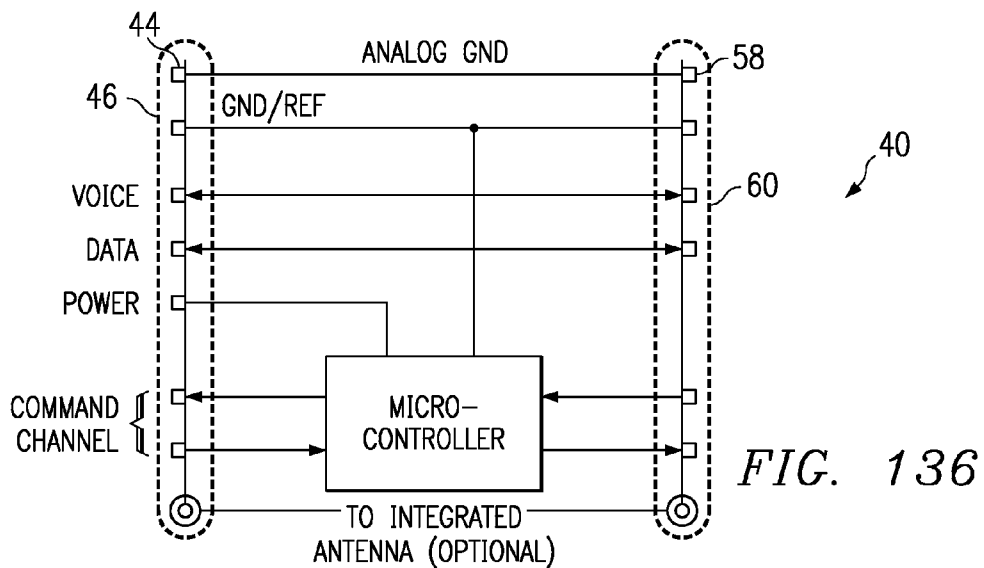 44
ANALOG GND
58
46
GND/REF
40
VOICE
60
DATA
POWER
COMMAND
CHANNEL
MICRO-
CONTROLLER
FIG. 136
TO INTEGRATED
ANTENNA (OPTIONAL)